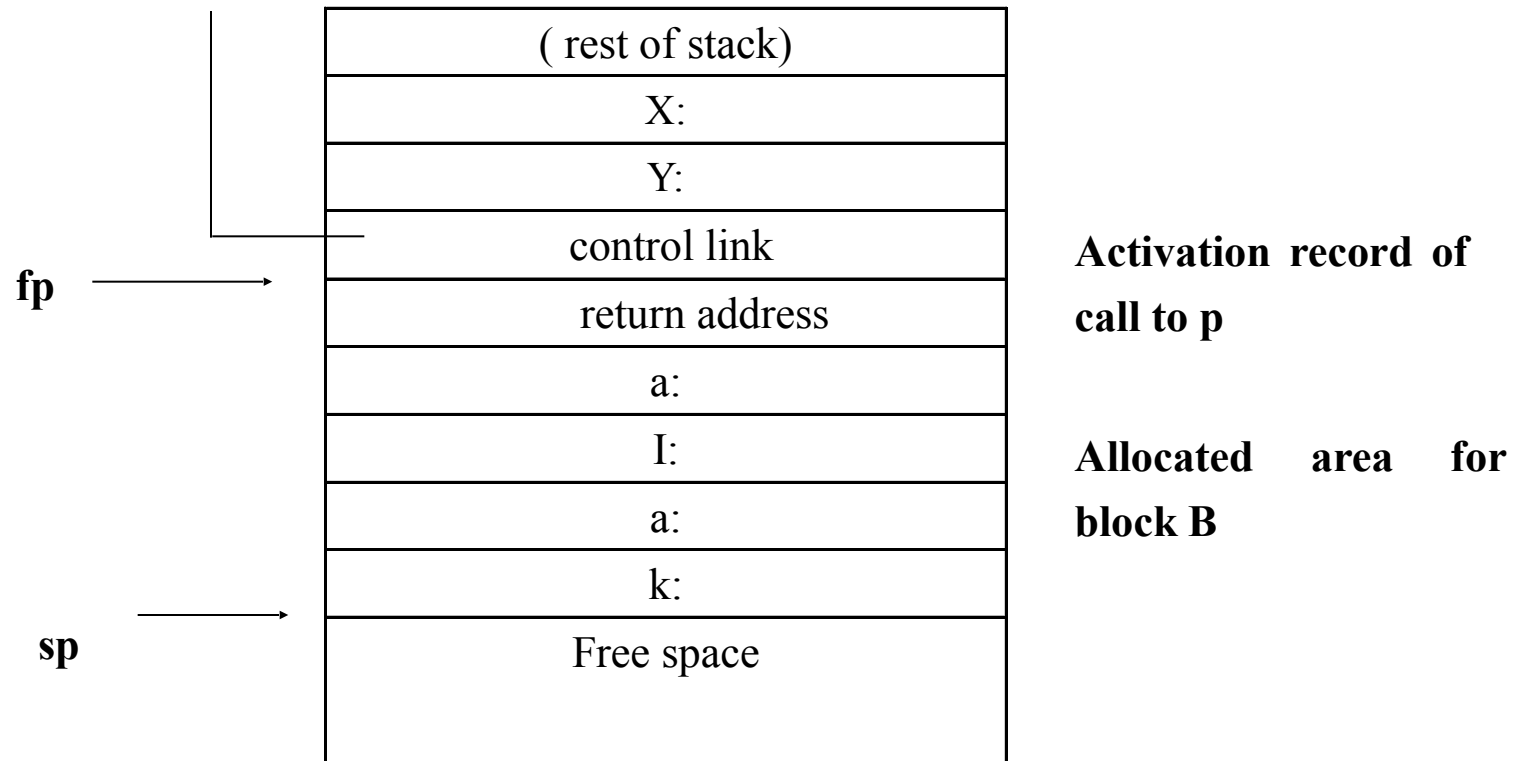 ( rest of stack)
X:
Y:
control link
fp
return address
Activation record of
call to p
a:
I:
Allocated area for
block B
a:
k:
sp
Free space